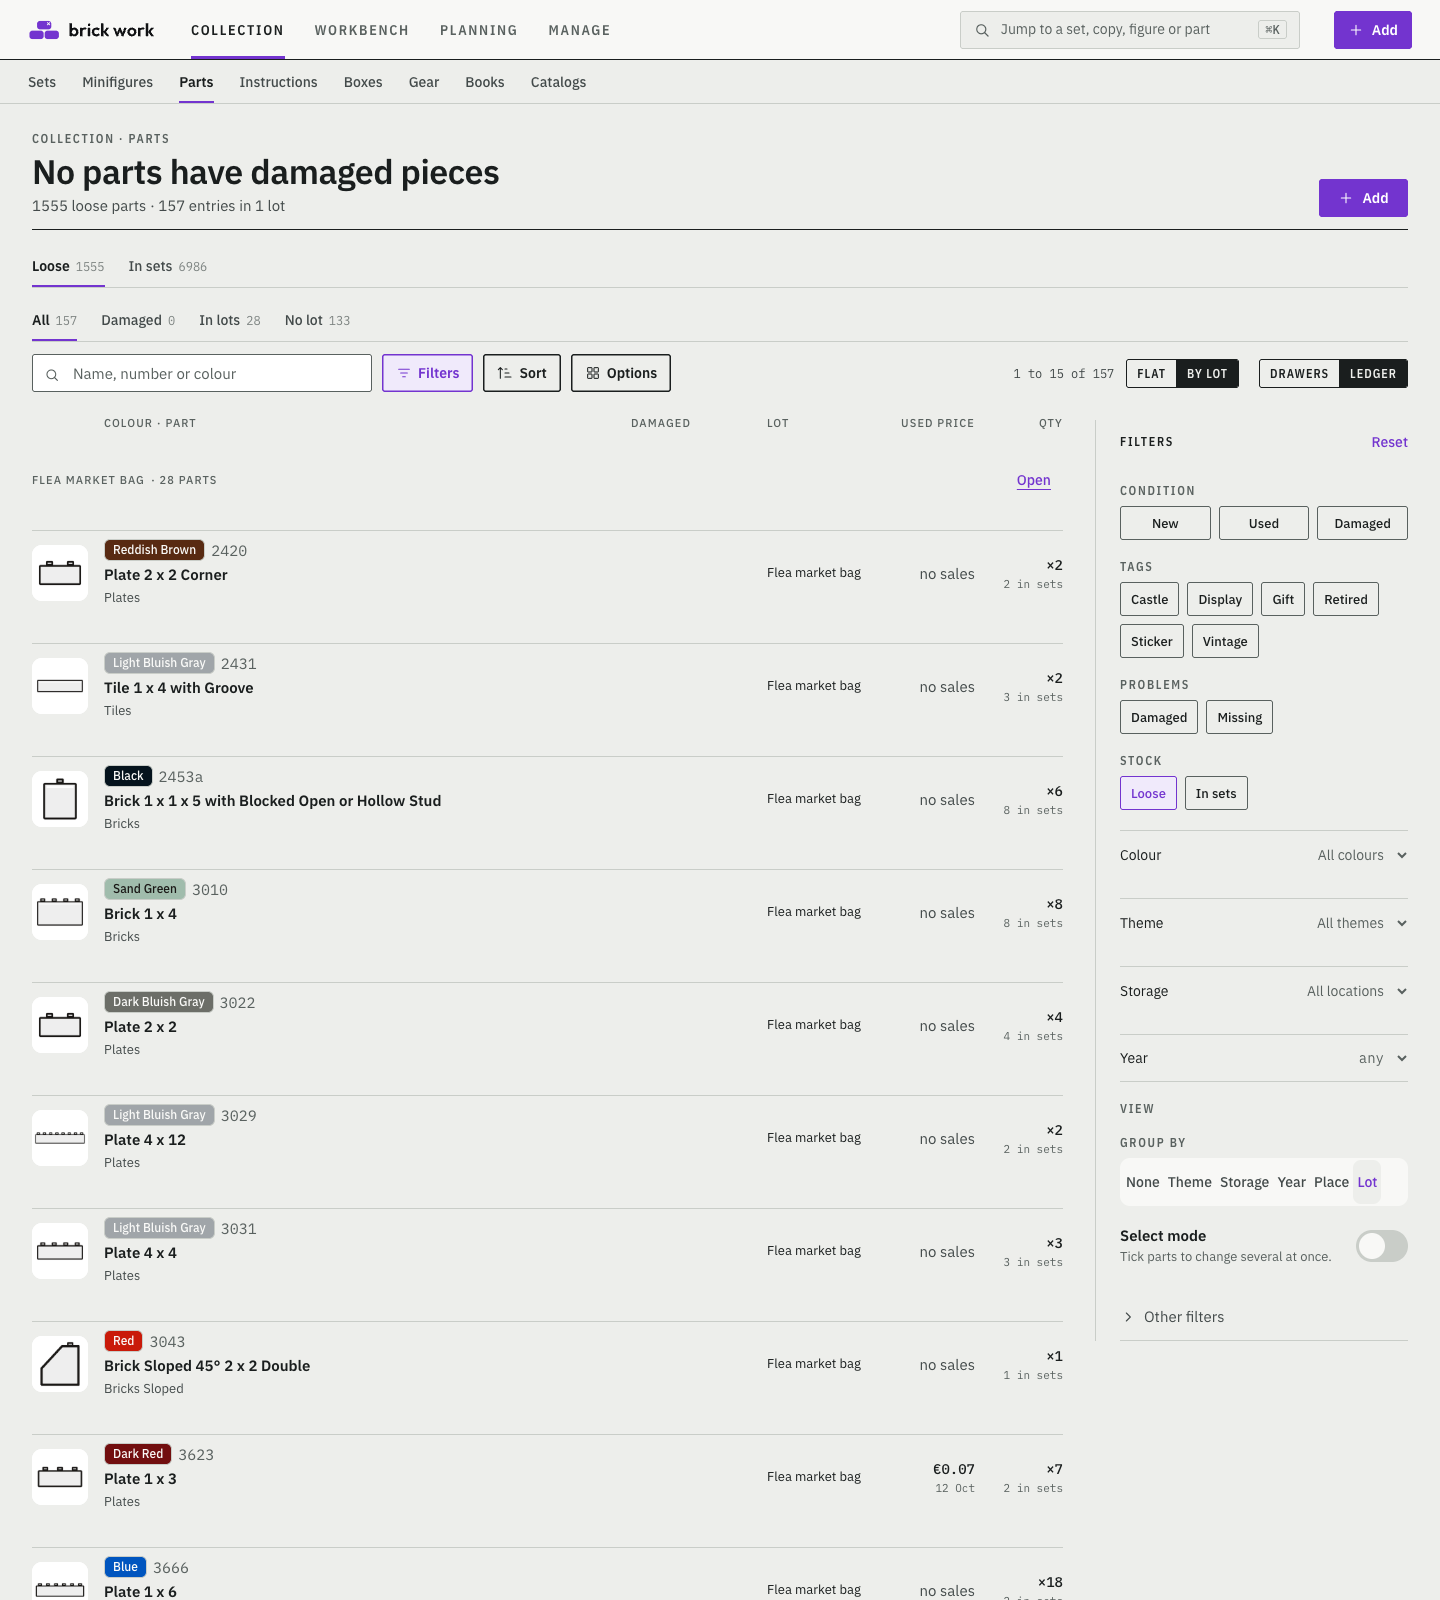 brick work
COLLECTION WORKBENCH PLANNING MANAGE
Jump to a set, copy, figure or part ⌘K
+ Add
Sets Minifigures Parts Instructions Boxes Gear Books Catalogs
COLLECTION · PARTS
No parts have damaged pieces
1555 loose parts · 157 entries in 1 lot
+ Add
Loose 1555 In sets 6986
All 157 Damaged 0 In lots 28 No lot 133
Name, number or colour Filters Sort Options 1 to 15 of 157 FLAT BY LOT DRAWERS LEDGER
COLOUR · PART DAMAGED LOT USED PRICE QTY
FLEA MARKET BAG · 28 PARTS Open
Reddish Brown 2420
Plate 2 x 2 Corner
Plates
Flea market bag no sales ×2
2 in sets
Light Bluish Gray 2431
Tile 1 x 4 with Groove
Tiles
Flea market bag no sales ×2
3 in sets
Black 2453a
Brick 1 x 1 x 5 with Blocked Open or Hollow Stud
Bricks
Flea market bag no sales ×6
8 in sets
Sand Green 3010
Brick 1 x 4
Bricks
Flea market bag no sales ×8
8 in sets
Dark Bluish Gray 3022
Plate 2 x 2
Plates
Flea market bag no sales ×4
4 in sets
Light Bluish Gray 3029
Plate 4 x 12
Plates
Flea market bag no sales ×2
2 in sets
Light Bluish Gray 3031
Plate 4 x 4
Plates
Flea market bag no sales ×3
3 in sets
Red 3043
Brick Sloped 45° 2 x 2 Double
Bricks Sloped
Flea market bag no sales ×1
1 in sets
Dark Red 3623
Plate 1 x 3
Plates
Flea market bag €0.07 ×7
12 Oct 2 in sets
Blue 3666
Plate 1 x 6
Flea market bag no sales ×18
FILTERS Reset
CONDITION
New Used Damaged
TAGS
Castle Display Gift Retired
Sticker Vintage
PROBLEMS
Damaged Missing
STOCK
Loose In sets
Colour All colours
Theme All themes
Storage All locations
Year any
VIEW
GROUP BY
None Theme Storage Year Place Lot
Select mode
Tick parts to change several at once.
Other filters